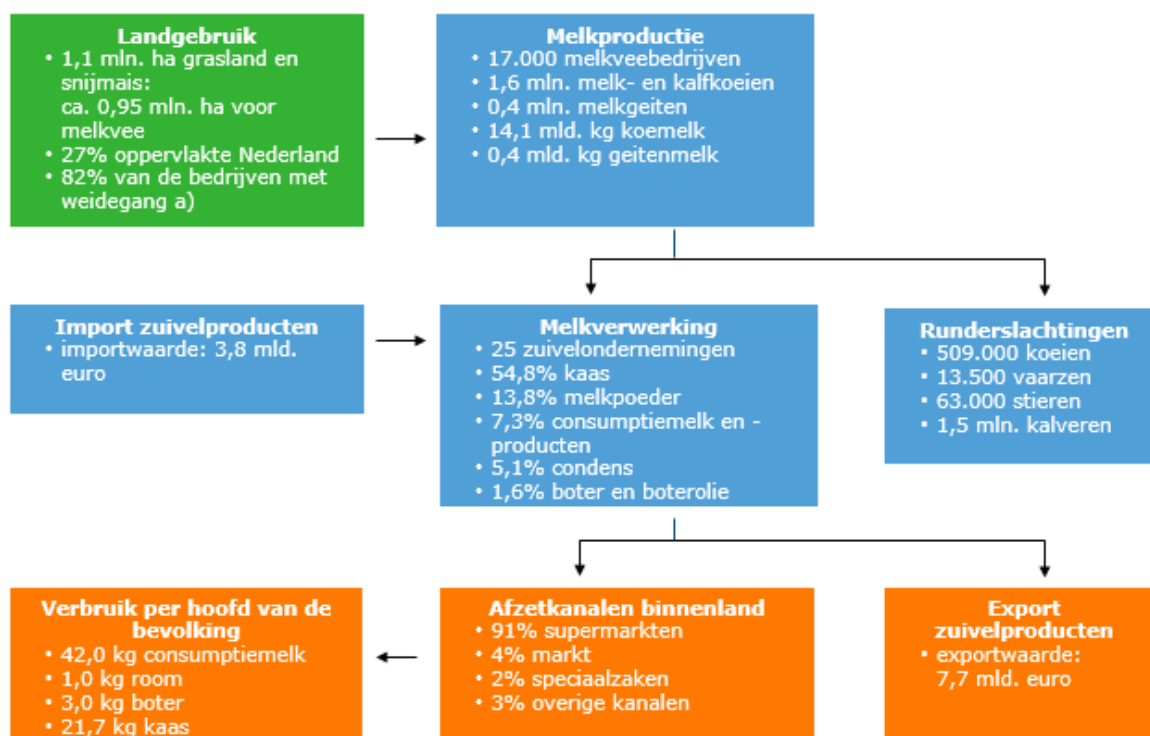 Landgebruik
• 1,1 mln. ha grasland en
snijmais:
ca. 0,95 mln. ha voor
melkvee
• 27% oppervlakte Nederland
• 82% van de bedrijven met
weidegang a)
Melkproductie
• 17.000 melkveebedrijven
• 1,6 mln. melk- en kalfkoeien
• 0,4 mln. melkgeiten
• 14,1 mld. kg koemelk
• 0,4 mld. kg geitenmelk
Import zuivelproducten
• importwaarde: 3,8 mld.
euro
Melkverwerking
• 25 zuivelondernemingen
• 54,8% kaas
• 13,8% melkpoeder
• 7,3% consumptiemelk en -
producten
• 5,1% condens
• 1,6% boter en boterolie
Runderslachtingen
• 509.000 koeien
• 13.500 vaarzen
• 63.000 stieren
• 1,5 mln. kalveren
Verbruik per hoofd van de
bevolking
• 42,0 kg consumptiemelk
• 1,0 kg room
• 3,0 kg boter
• 21,7 kg kaas
Afzetkanalen binnenland
• 91% supermarkten
• 4% markt
• 2% speciaalzaken
• 3% overige kanalen
Export
zuivelproducten
• exportwaarde:
7,7 mld. euro